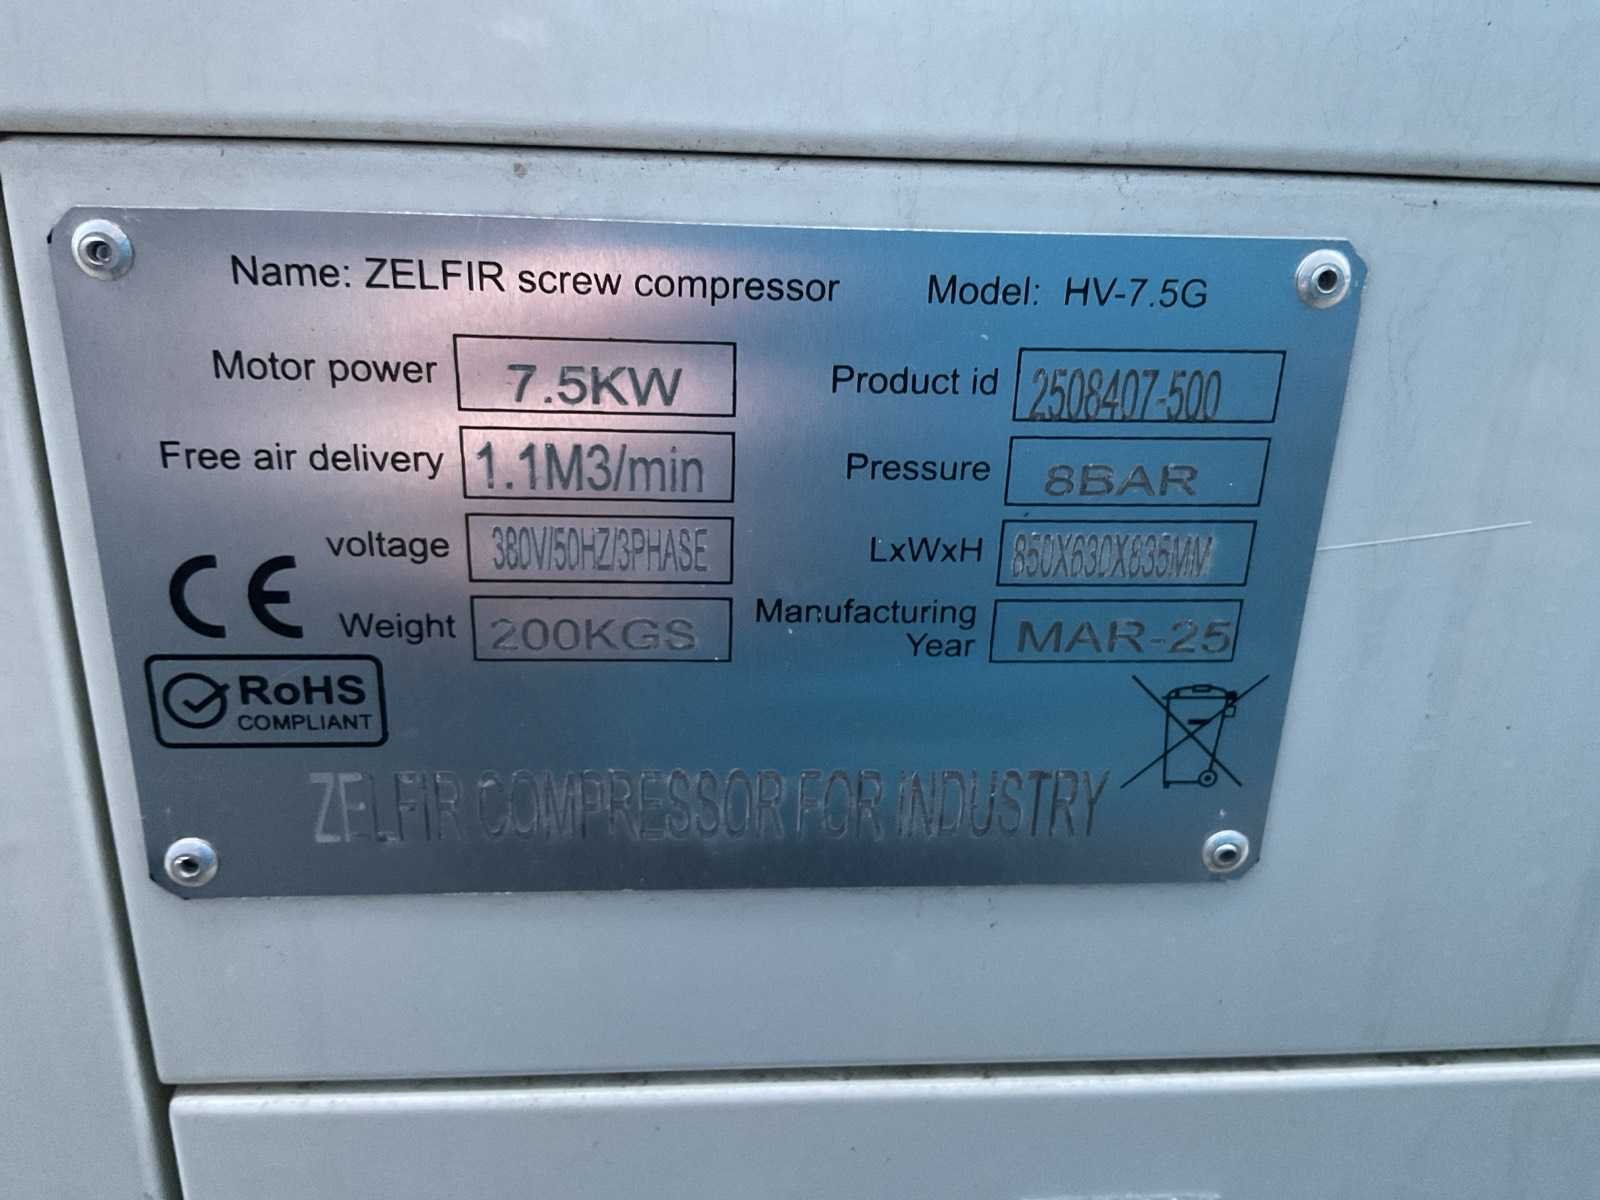 Name: ZELFIR screw compressor Model: HV-7.5G
Motor power 7.5KW Product id 2508407-500
Free air delivery 1.1M3/min Pressure 8BAR
voltage 380V/50HZ/3PHASE LxWxH 850X630X835MM
Weight 200KGS Manufacturing Year MAR-25
CE
RoHS
COMPLIANT
ZELFIR COMPRESSOR FOR INDUSTRY